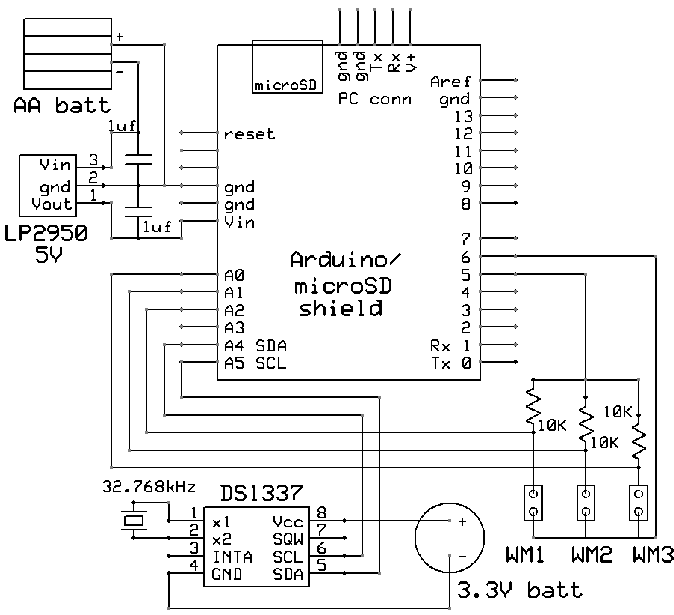 +
-
AA batt
microSD
gnd
gnd
Tx
Rx
V+
PC conn
1uf
Vin 3
gnd 2
Vout 1
LP2950
5V
1uf
reset
gnd
gnd
Vin
A0
A1
A2
A3
A4 SDA
A5 SCL
Arduino/
microSD
shield
Aref
gnd
13
12
11
10
9
8
7
6
5
4
3
2
Rx 1
Tx 0
10K
10K
10K
32.768kHz
DS1337
1 x1
2 x2
3 INTA
4 GND
Vcc 8
SQW 7
SCL 6
SDA 5
+
-
3.3V batt
WM1
WM2
WM3